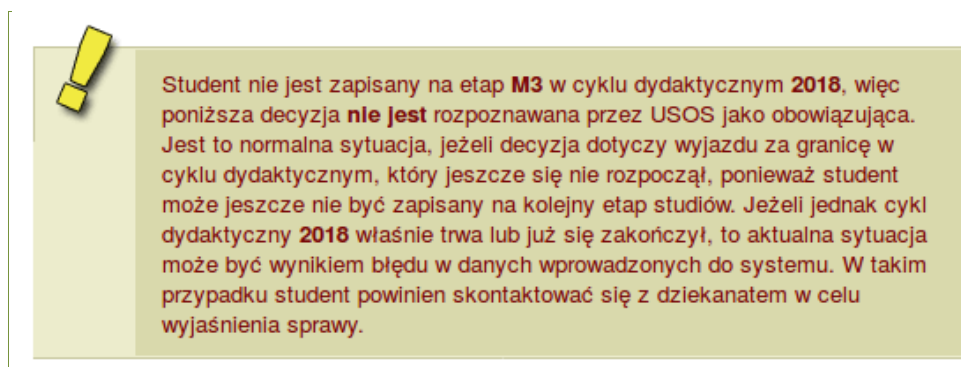 Student nie jest zapisany na etap M3 w cyklu dydaktycznym 2018, więc
poniższa decyzja nie jest rozpoznawana przez USOS jako obowiązująca.
Jest to normalna sytuacja, jeżeli decyzja dotyczy wyjazdu za granicę w
cyklu dydaktycznym, który jeszcze się nie rozpoczął, ponieważ student
może jeszcze nie być zapisany na kolejny etap studiów. Jeżeli jednak cykl
dydaktyczny 2018 właśnie trwa lub już się zakończył, to aktualna sytuacja
może być wynikiem błędu w danych wprowadzonych do systemu. W takim
przypadku student powinien skontaktować się z dziekanatem w celu
wyjaśnienia sprawy.